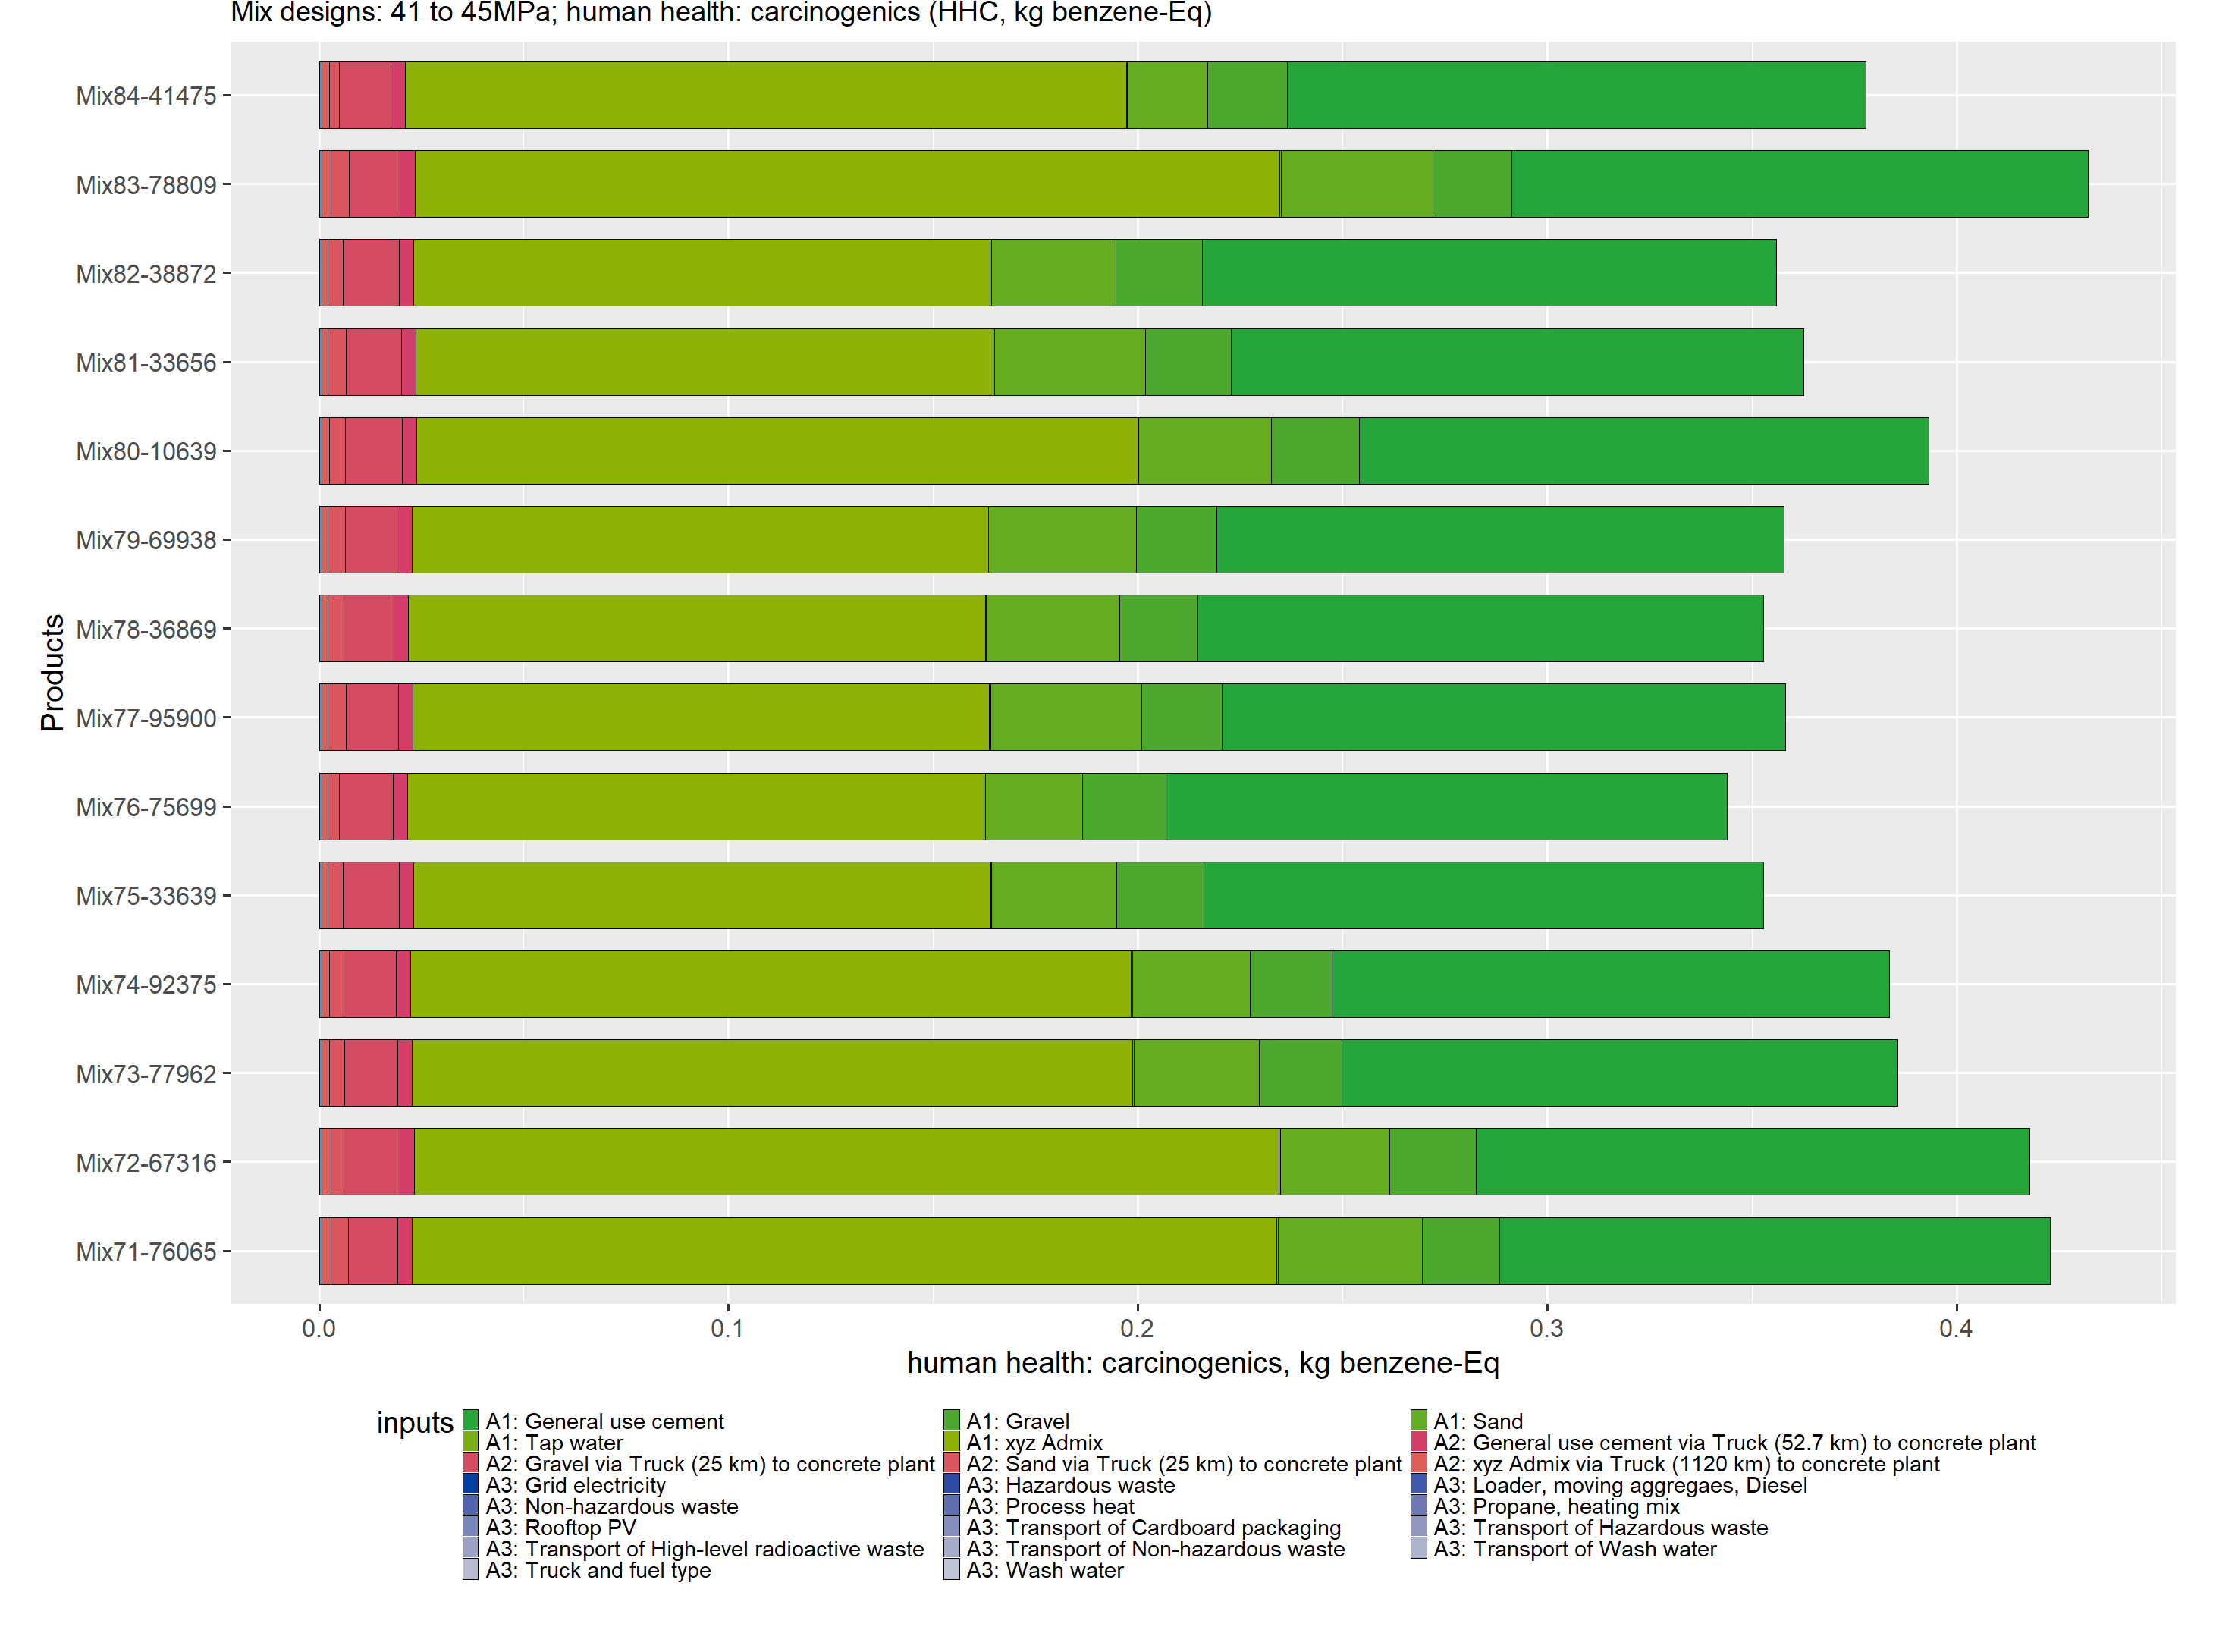 Mix designs: 41 to 45MPa; human health: carcinogenics (HHC, kg benzene-Eq)
Products
Mix84-41475
Mix83-78809
Mix82-38872
Mix81-33656
Mix80-10639
Mix79-69938
Mix78-36869
Mix77-95900
Mix76-75699
Mix75-33639
Mix74-92375
Mix73-77962
Mix72-67316
Mix71-76065
0.0 0.1 0.2 0.3 0.4
human health: carcinogenics, kg benzene-Eq
inputs
A1: General use cement A1: Gravel A1: Sand
A1: Tap water A1: xyz Admix A2: General use cement via Truck (52.7 km) to concrete plant
A2: Gravel via Truck (25 km) to concrete plant A2: Sand via Truck (25 km) to concrete plant A2: xyz Admix via Truck (1120 km) to concrete plant
A3: Grid electricity A3: Hazardous waste A3: Loader, moving aggregaes, Diesel
A3: Non-hazardous waste A3: Process heat A3: Propane, heating mix
A3: Rooftop PV A3: Transport of Cardboard packaging A3: Transport of Hazardous waste
A3: Transport of High-level radioactive waste A3: Transport of Non-hazardous waste A3: Transport of Wash water
A3: Truck and fuel type A3: Wash water